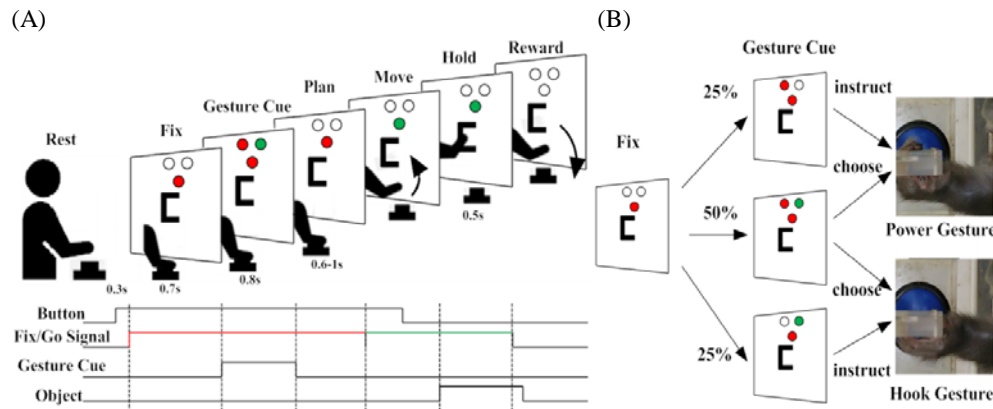 (A)
Rest
Fix
Gesture Cue
Plan
Move
Hold
Reward
0.3s
0.7s
0.8s
0.6-1s
0.5s
Button
Fix/Go Signal
Gesture Cue
Object
(B)
Gesture Cue
Fix
25%
50%
25%
instruct
choose
choose
instruct
Power Gesture
Hook Gesture